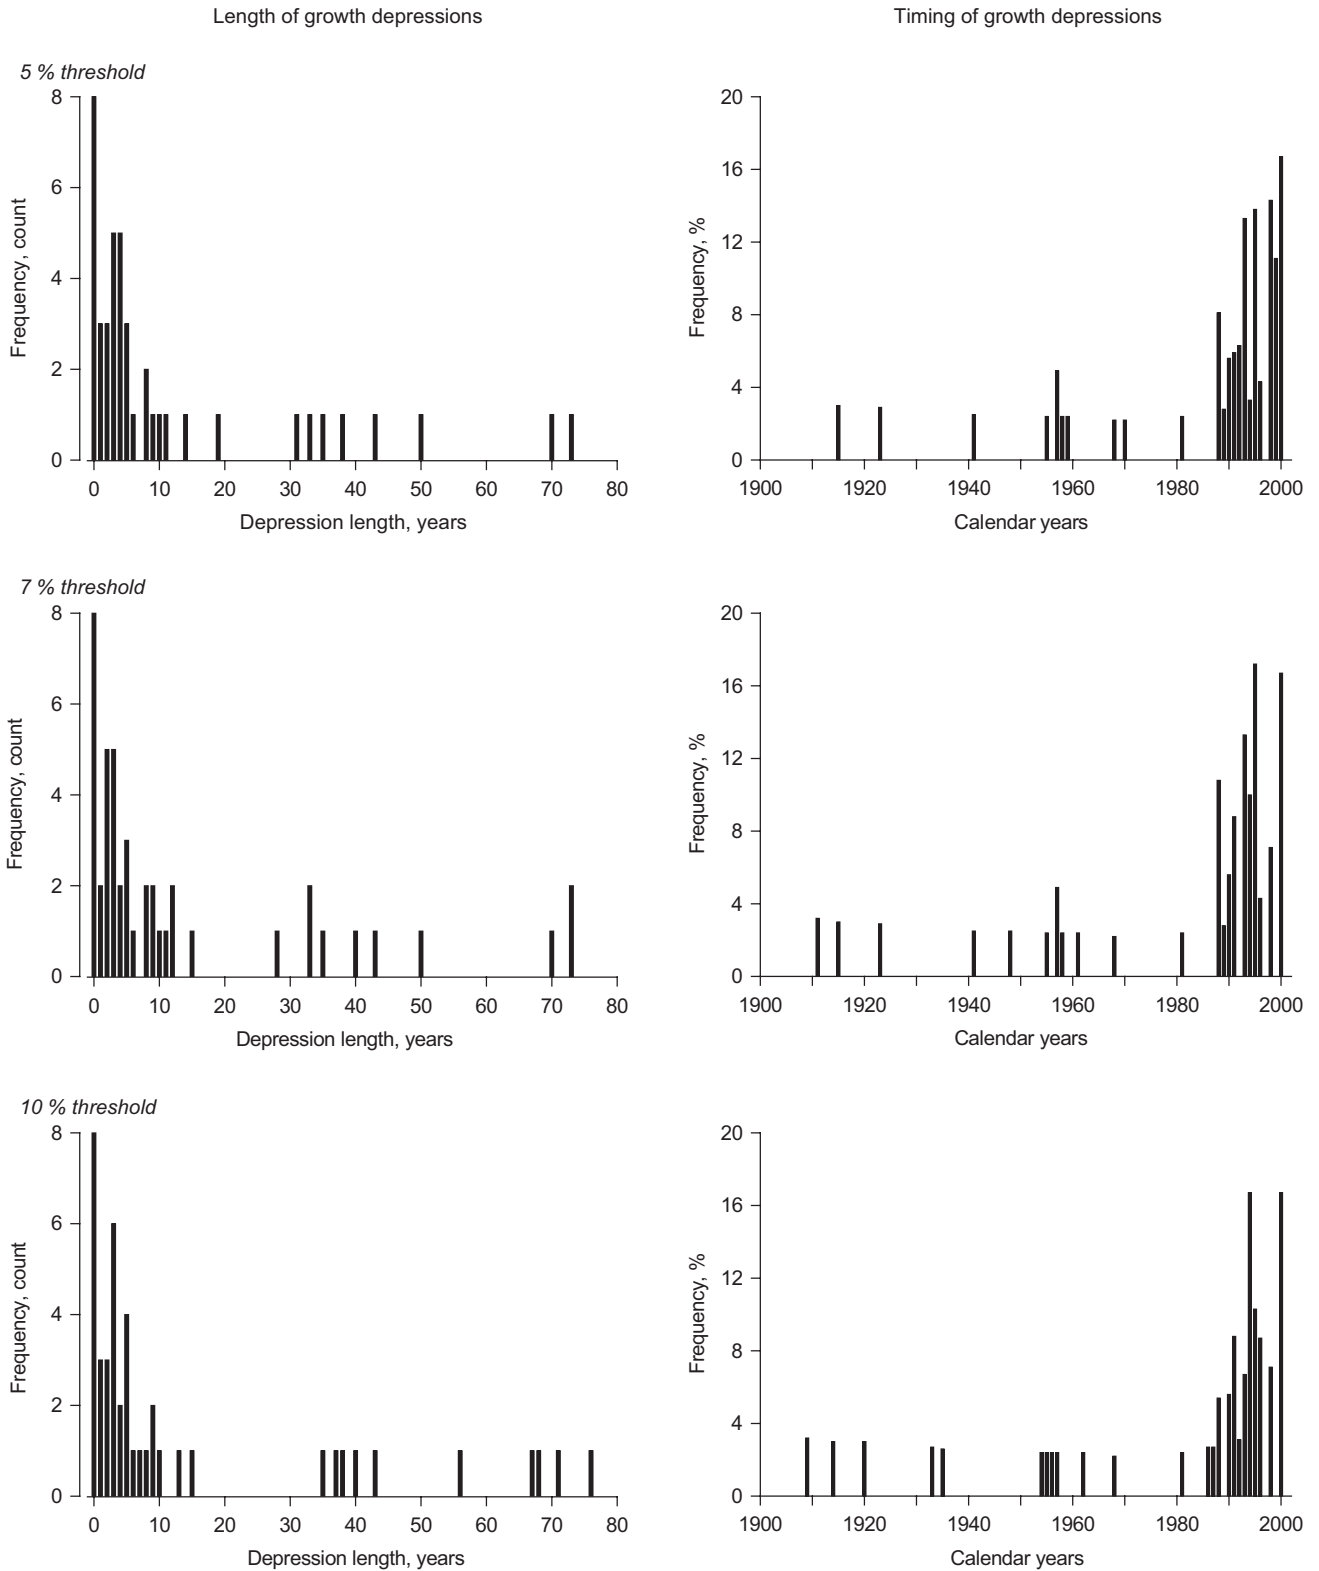 Length of growth depressions
Timing of growth depressions
5 % threshold
8
6
4
2
0
Frequency, count
0 10 20 30 40 50 60 70 80
Depression length, years
20
16
12
8
4
0
Frequency, %
1900 1920 1940 1960 1980 2000
Calendar years
7 % threshold
8
6
4
2
0
Frequency, count
0 10 20 30 40 50 60 70 80
Depression length, years
20
16
12
8
4
0
Frequency, %
1900 1920 1940 1960 1980 2000
Calendar years
10 % threshold
8
6
4
2
0
Frequency, count
0 10 20 30 40 50 60 70 80
Depression length, years
20
16
12
8
4
0
Frequency, %
1900 1920 1940 1960 1980 2000
Calendar years